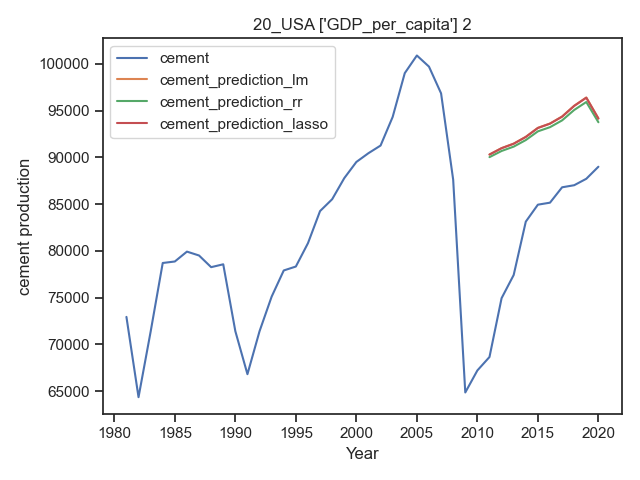 20_USA ['GDP_per_capita'] 2
cement
cement_prediction_lm
cement_prediction_rr
cement_prediction_lasso
100000
95000
90000
85000
80000
75000
70000
65000
cement production
1980 1985 1990 1995 2000 2005 2010 2015 2020
Year